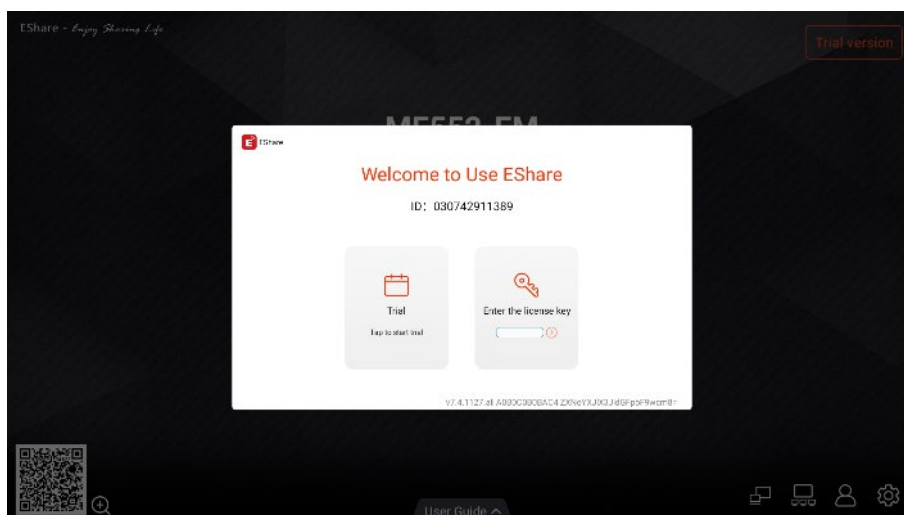 EShare - Enjoy Sharing Life
Trial version
EShare
Welcome to Use EShare
ID: 030742911389
Trial
Tap to start trial
Enter the license key
User Guide